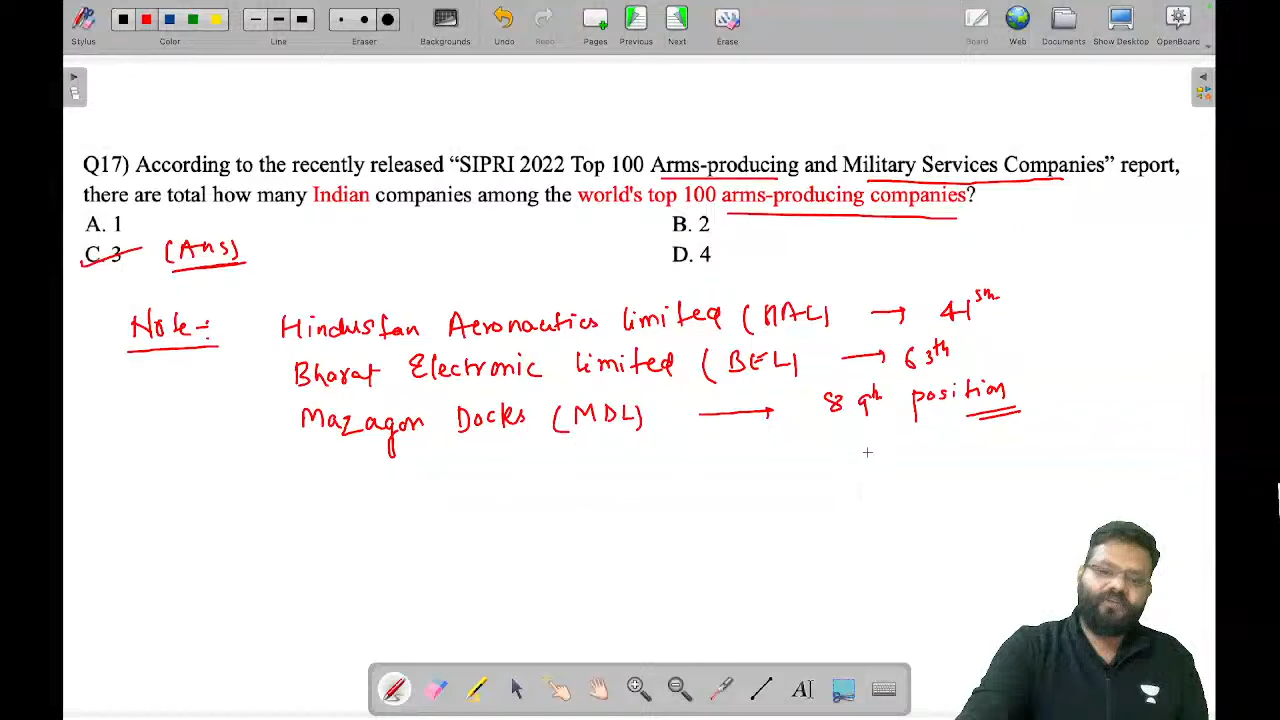 Stylus Color Line Eraser Backgrounds Undo Redo Pages Previous Next Erase Board Web Documents Show Desktop OpenBoard
Q17) According to the recently released “SIPRI 2022 Top 100 Arms-producing and Military Services Companies” report,
there are total how many Indian companies among the world's top 100 arms-producing companies?
A. 1 B. 2
C. 3 (Ans) D. 4
Note:- Hindustan Aeronautics limited (HAL) → 41
Bharat Electronic limited (BEL) → 63th
Mazagon Docks (MDL) → 89th position